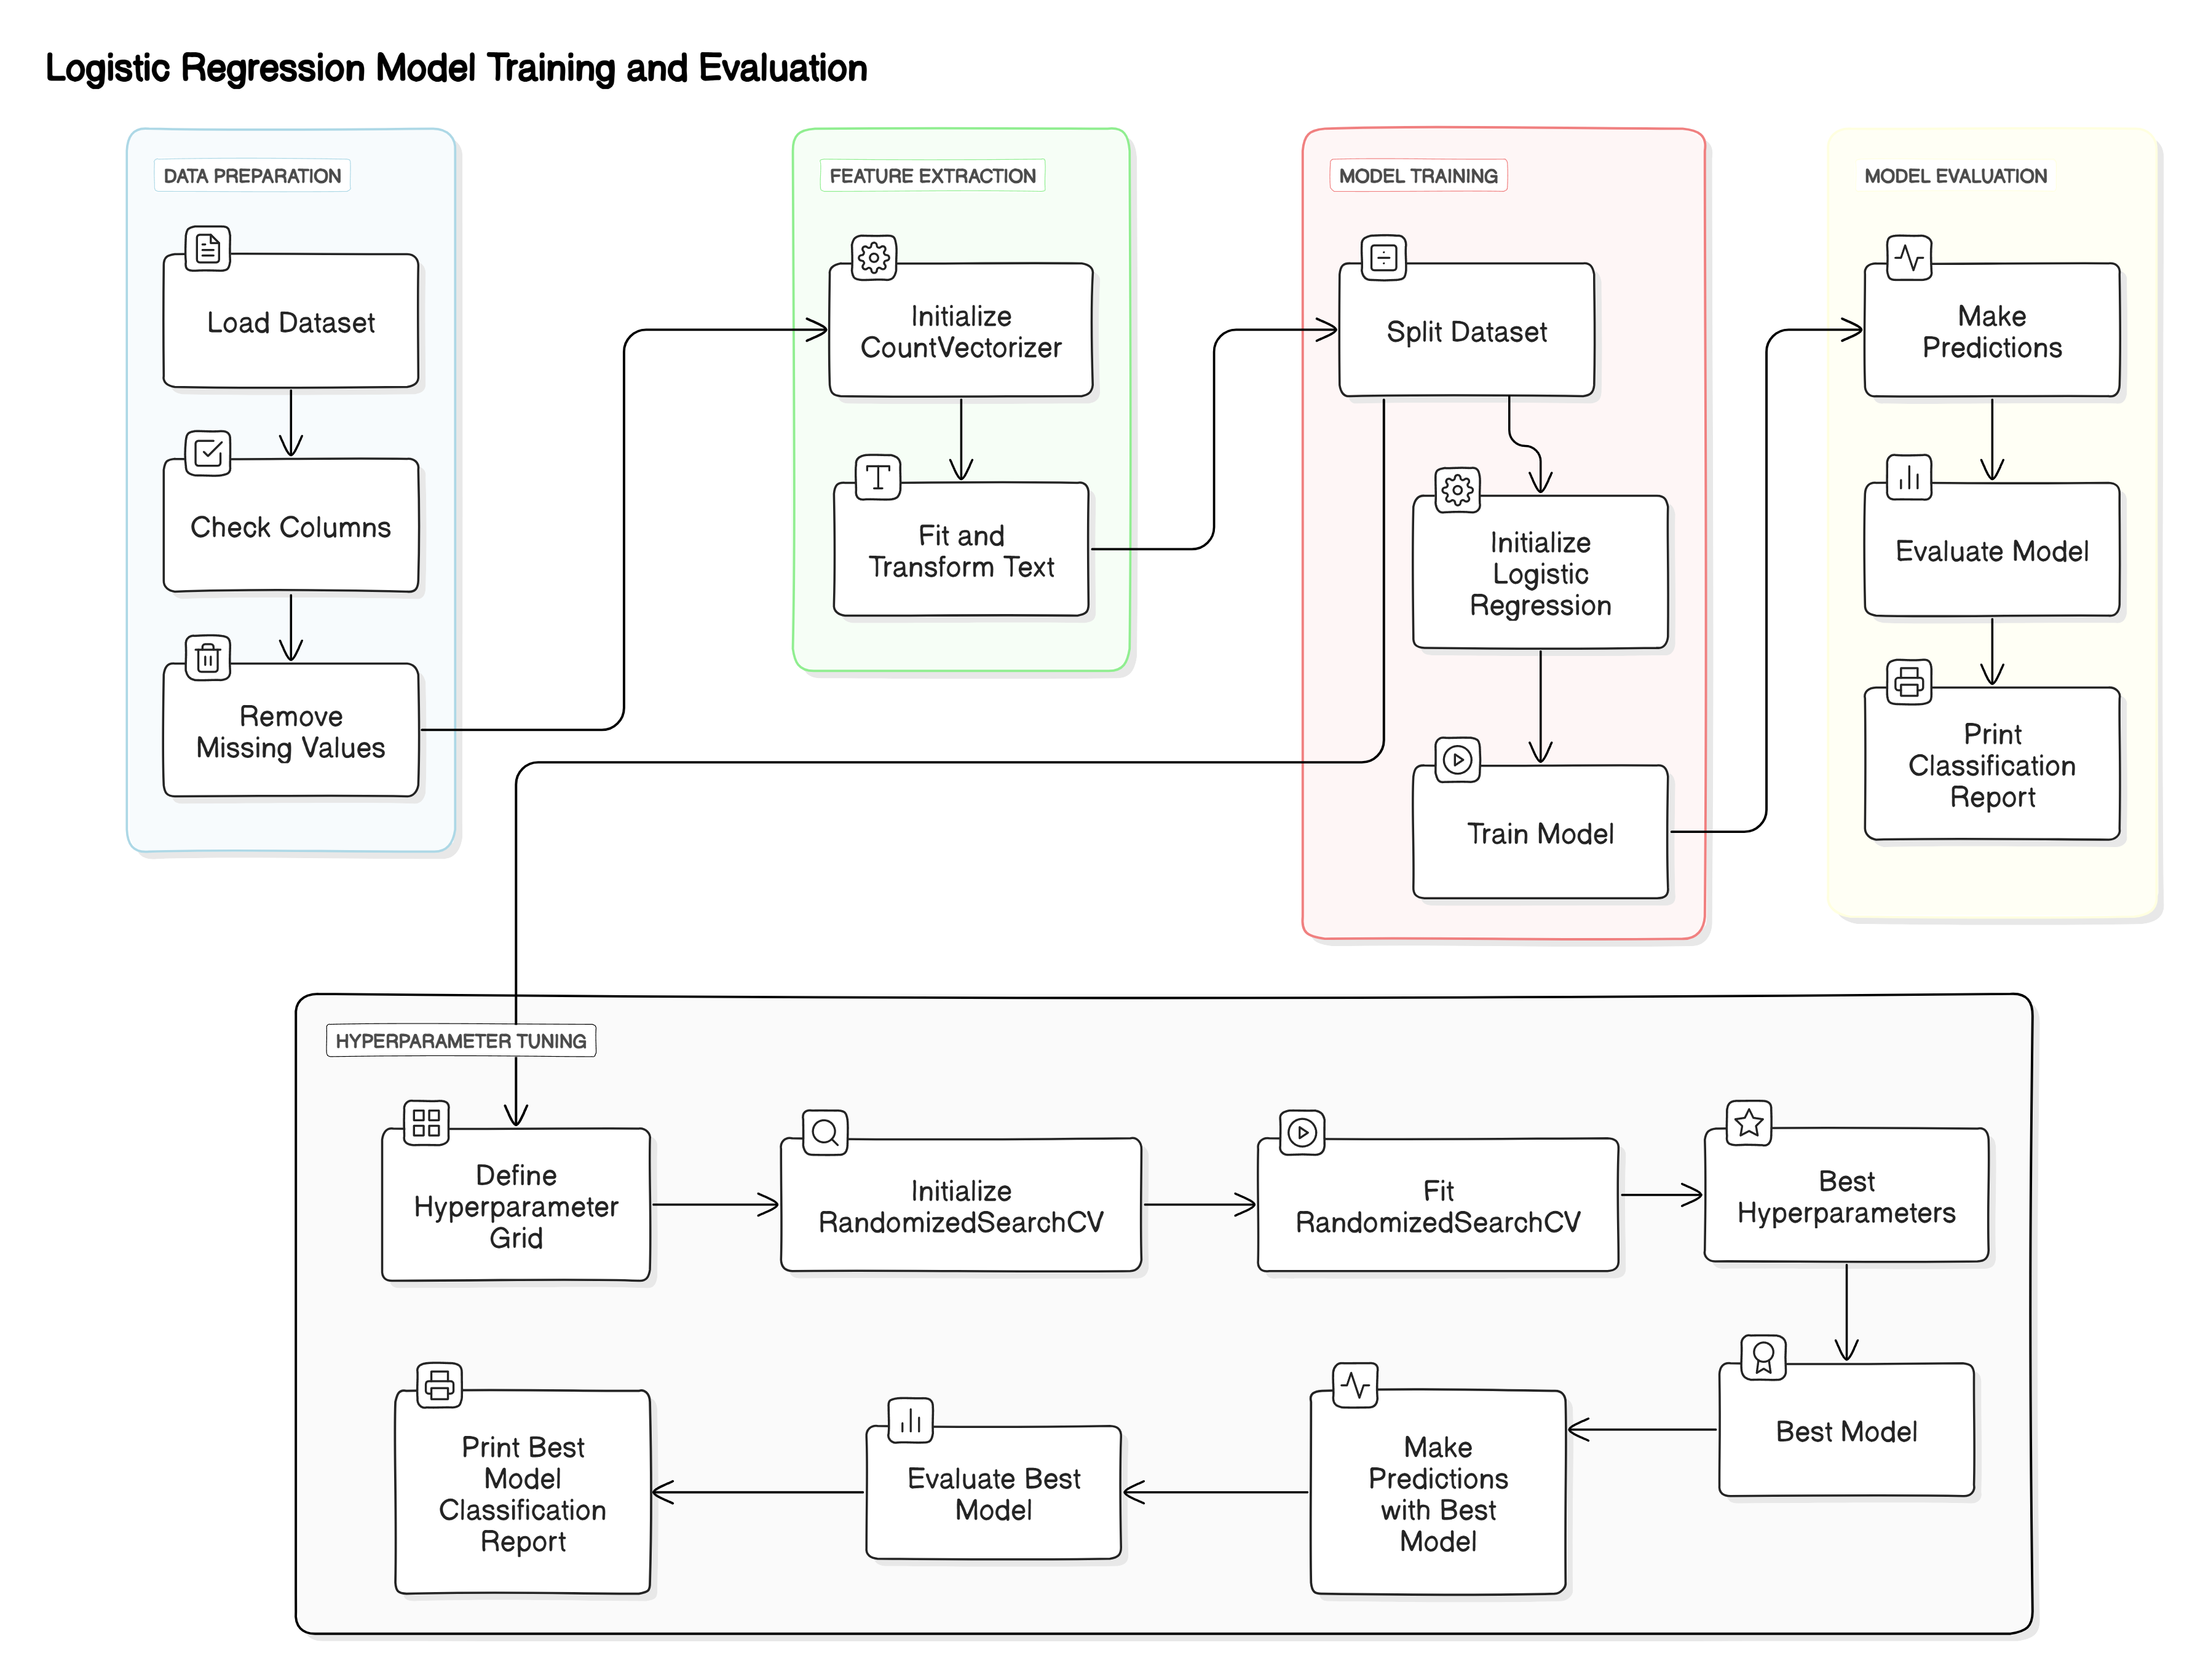 Logistic Regression Model Training and Evaluation
DATA PREPARATION
Load Dataset
Check Columns
Remove
Missing Values
FEATURE EXTRACTION
Initialize
CountVectorizer
Fit and
Transform Text
MODEL TRAINING
Split Dataset
Initialize
Logistic
Regression
Train Model
MODEL EVALUATION
Make
Predictions
Evaluate Model
Print
Classification
Report
HYPERPARAMETER TUNING
Define
Hyperparameter
Grid
Initialize
RandomizedSearchCV
Fit
RandomizedSearchCV
Best
Hyperparameters
Best Model
Make
Predictions
with Best
Model
Evaluate Best
Model
Print Best
Model
Classification
Report